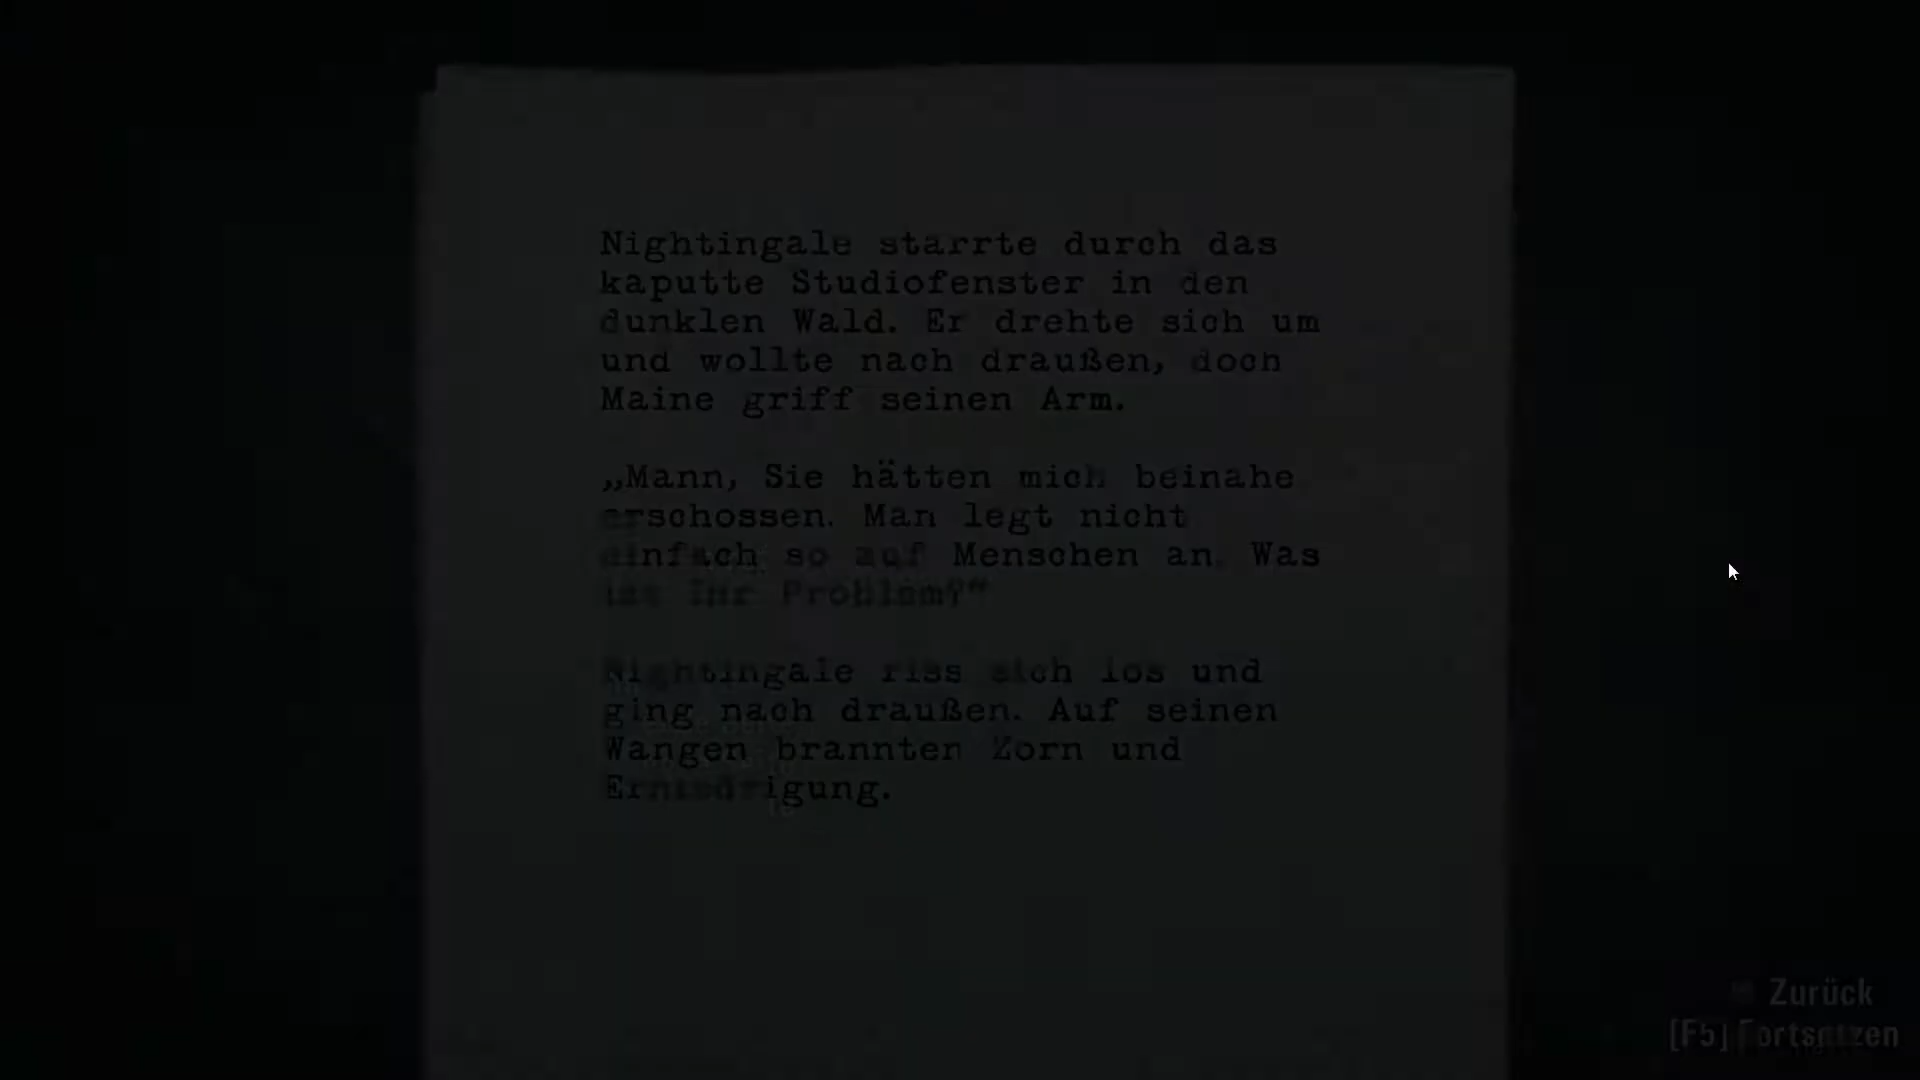 Nightingale starrte durch das
kaputte Studiofenster in den
dunklen Wald. Er drehte sich um
und wollte nach draußen, doch
Maine griff seinen Arm.
„Mann, Sie hätten mich beinahe
erschossen. Man legt nicht
einfach so auf Menschen an. Was
ist Ihr Problem?“
Nightingale riss sich los und
ging nach draußen. Auf seinen
Wangen brannten Zorn und
Erniedrigung.
Zurück
[F5] Fortsetzen